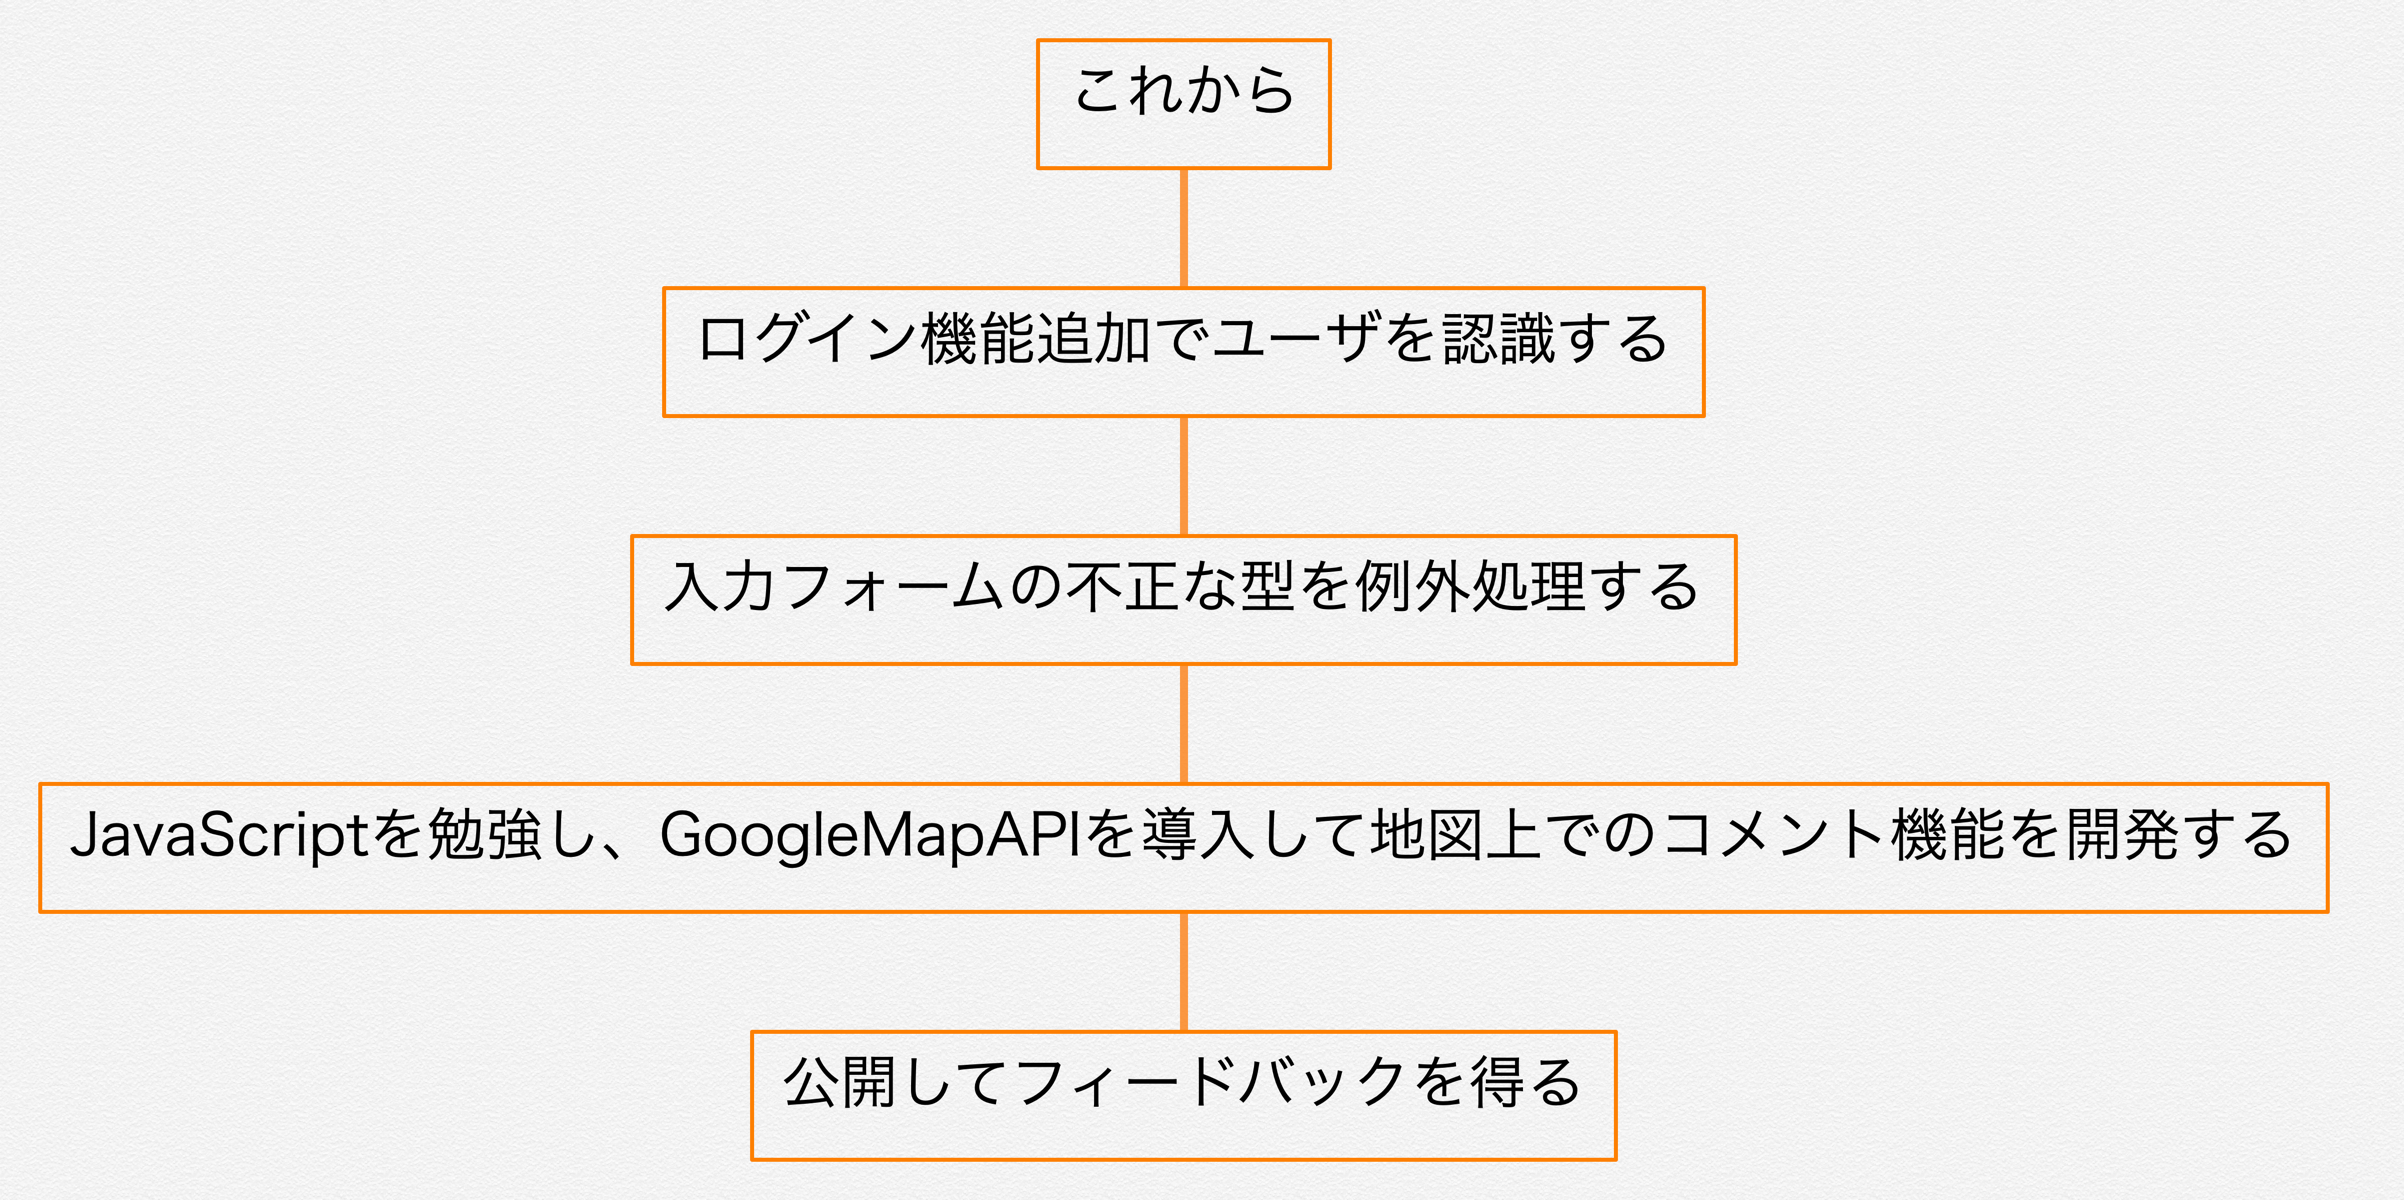 これから
ログイン機能追加でユーザを認識する
入力フォームの不正な型を例外処理する
JavaScriptを勉強し、GoogleMapAPIを導入して地図上でのコメント機能を開発する
公開してフィードバックを得る